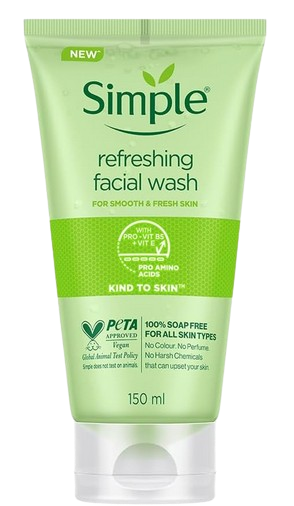 NEW
Simple®
refreshing
facial wash
FOR SMOOTH & FRESH SKIN
WITH
PRO-VIT B5
+ VIT E
PRO AMINO
ACIDS
KIND TO SKIN™
PETA
APPROVED
Vegan
Global Animal Test Policy
Simple does not test on animals.
100% SOAP FREE
FOR ALL SKIN TYPES
No Colour. No Perfume.
No Harsh Chemicals
that can upset your skin
150 ml